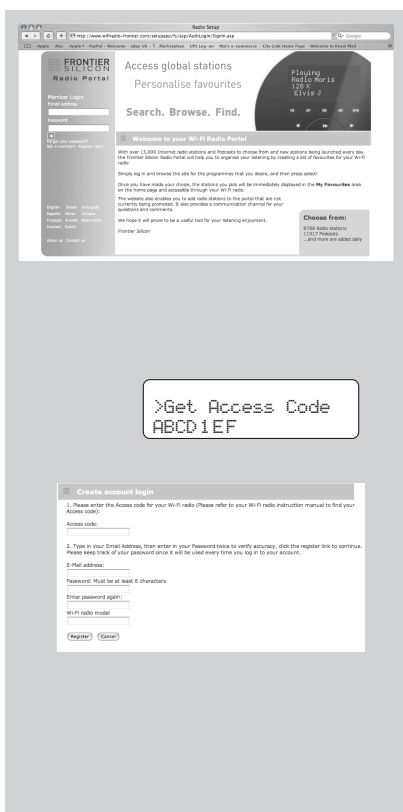 Radio Setup
http://www.wifiradio-frontier.com/setupapp/fs/asp/AuthLogin/SignIn.asp
Google
Apple Mac Apple PayPal - Welcome eBay UK - T...Marketplace UPS Log-on Mail's e-commerce City Link Home Page Welcome to Royal Mail
FRONTIER
SILICON
Radio Portal
Access global stations
Personalise favourites
Search. Browse. Find.
Playing
Radio Moris
128 K
Elvis J
Member Login
Email address
Password
Forgot your password?
Not a member? Register here.
Welcome to your Wi-Fi Radio Portal
With over 15,000 Internet radio stations and Podcasts to choose from and new stations being launched every day,
the Frontier Silicon Radio Portal will help you to organise your listening by creating a list of favourites for your Wi-Fi
radio
Simply log in and browse the site for the programmes that you desire, and then press select!
Once you have made your choice, the stations you pick will be immediately displayed in the My Favourites area
on the home page and accessible through your Wi-Fi radio.
The website also enables you to add radio stations to the portal that are not
currently being promoted. It also provides a communication channel for your
questions and comments.
We hope it will prove to be a useful tool for your listening enjoyment.
Frontier Silicon
English Dansk Português
Español Norsk
Français Svenska Nederlands
Deutsch Suomi
About us Contact us
Choose from:
8786 Radio stations
11917 Podcasts
...and more are added daily
>Get Access Code
ABCD1EF
Create account login
1. Please enter the Access code for your Wi-Fi radio (Please refer to your Wi-Fi radio instruction manual to find your
Access code):
Access code:
2. Type in your Email Address, then enter in your Password twice to verify accuracy, click the register link to continue.
Please keep track of your password since it will be used every time you log in to your account.
E-Mail address:
Password: Must be at least 6 characters
Enter password again:
Wi-Fi radio model
Register Cancel